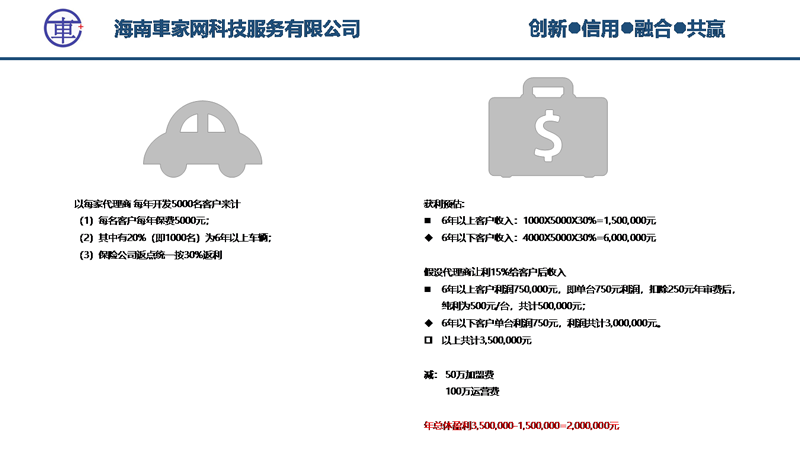 車
海南車家网科技服务有限公司
创新●信用●融合●共赢
$
以每家代理商 每年开发5000名客户来计
（1）每名客户每年保费5000元；
（2）其中有20%（即1000名）为6年以上车辆；
（3）保险公司返点统一按30%返利
获利预估：
■ 6年以上客户收入：1000X5000X30%=1,500,000元
◆ 6年以下客户收入：4000X5000X30%=6,000,000元
假设代理商让利15%给客户后收入
■ 6年以上客户利润750,000元，即单台750元利润，扣除250元年审费后，
纯利为500元/台，共计500,000元；
◆ 6年以下客户单台利润750元，利润共计3,000,000元。
□ 以上共计3,500,000元
减： 50万加盟费
100万运营费
年总体盈利3,500,000-1,500,000=2,000,000元